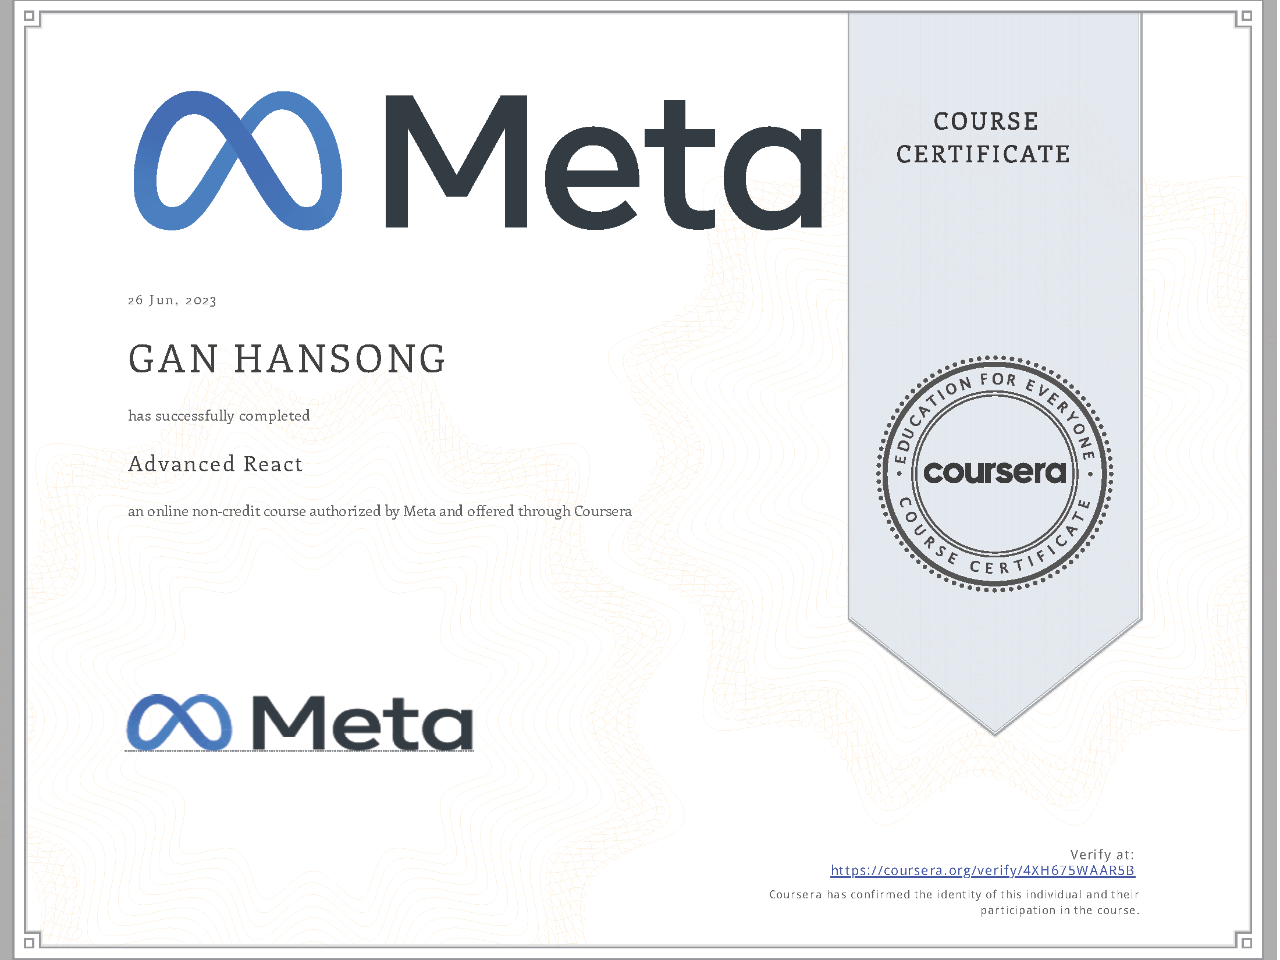 Meta
COURSE
CERTIFICATE
26 Jun, 2023
GAN HANSONG
has successfully completed
Advanced React
an online non-credit course authorized by Meta and offered through Coursera
EDUCATION FOR EVERYONE
coursera
COURSE CERTIFICATE
Meta
Verify at:
https://coursera.org/verify/4XH675WAAR5B
Coursera has confirmed the identity of this individual and their
participation in the course.